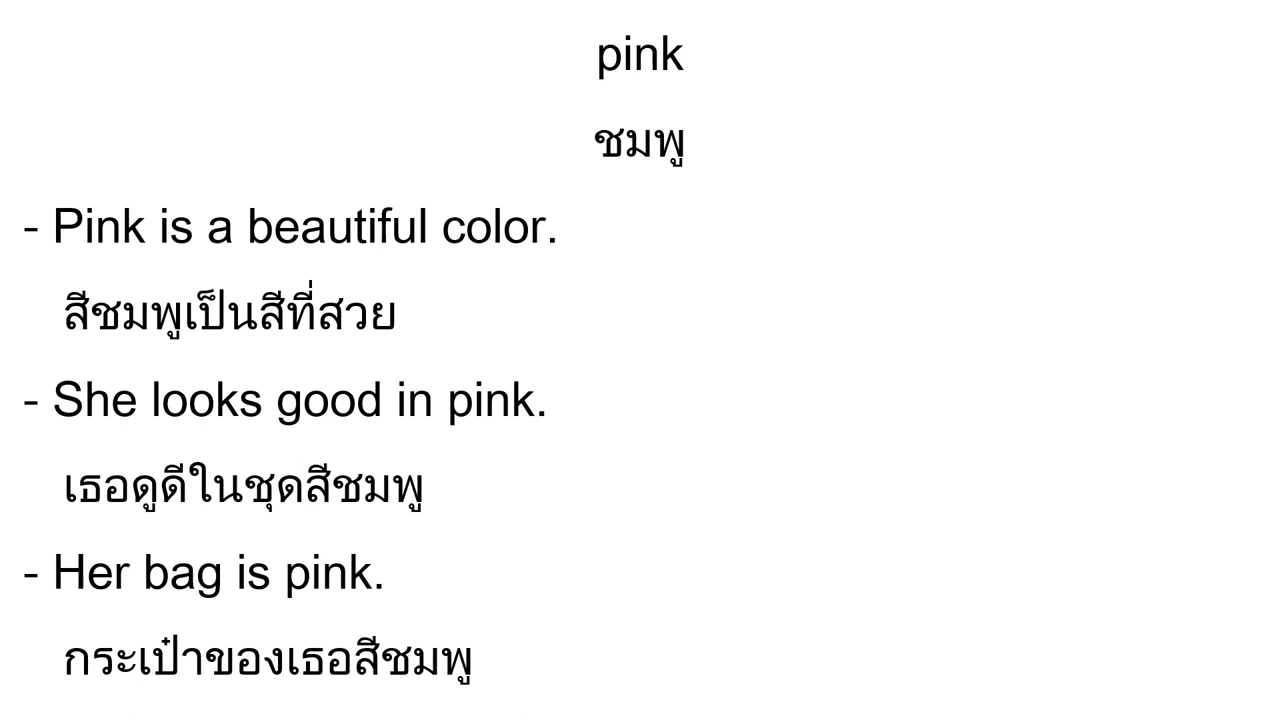 pink
ชมพู
- Pink is a beautiful color.
สีชมพูเป็นสีที่สวย
- She looks good in pink.
เธอดูดีในชุดสีชมพู
- Her bag is pink.
กระเป๋าของเธอสีชมพู